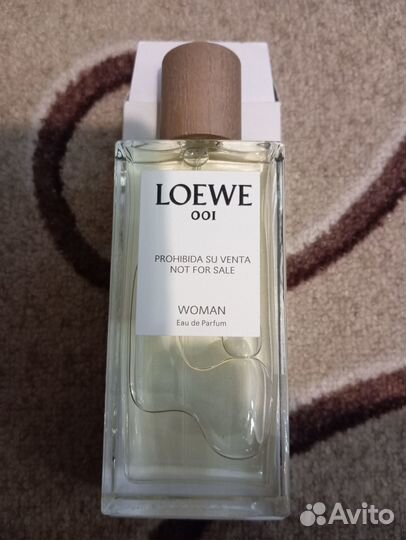 LOEWE
001
PROHIBIDA SU VENTA
NOT FOR SALE
WOMAN
Eau de Parfum
Avito